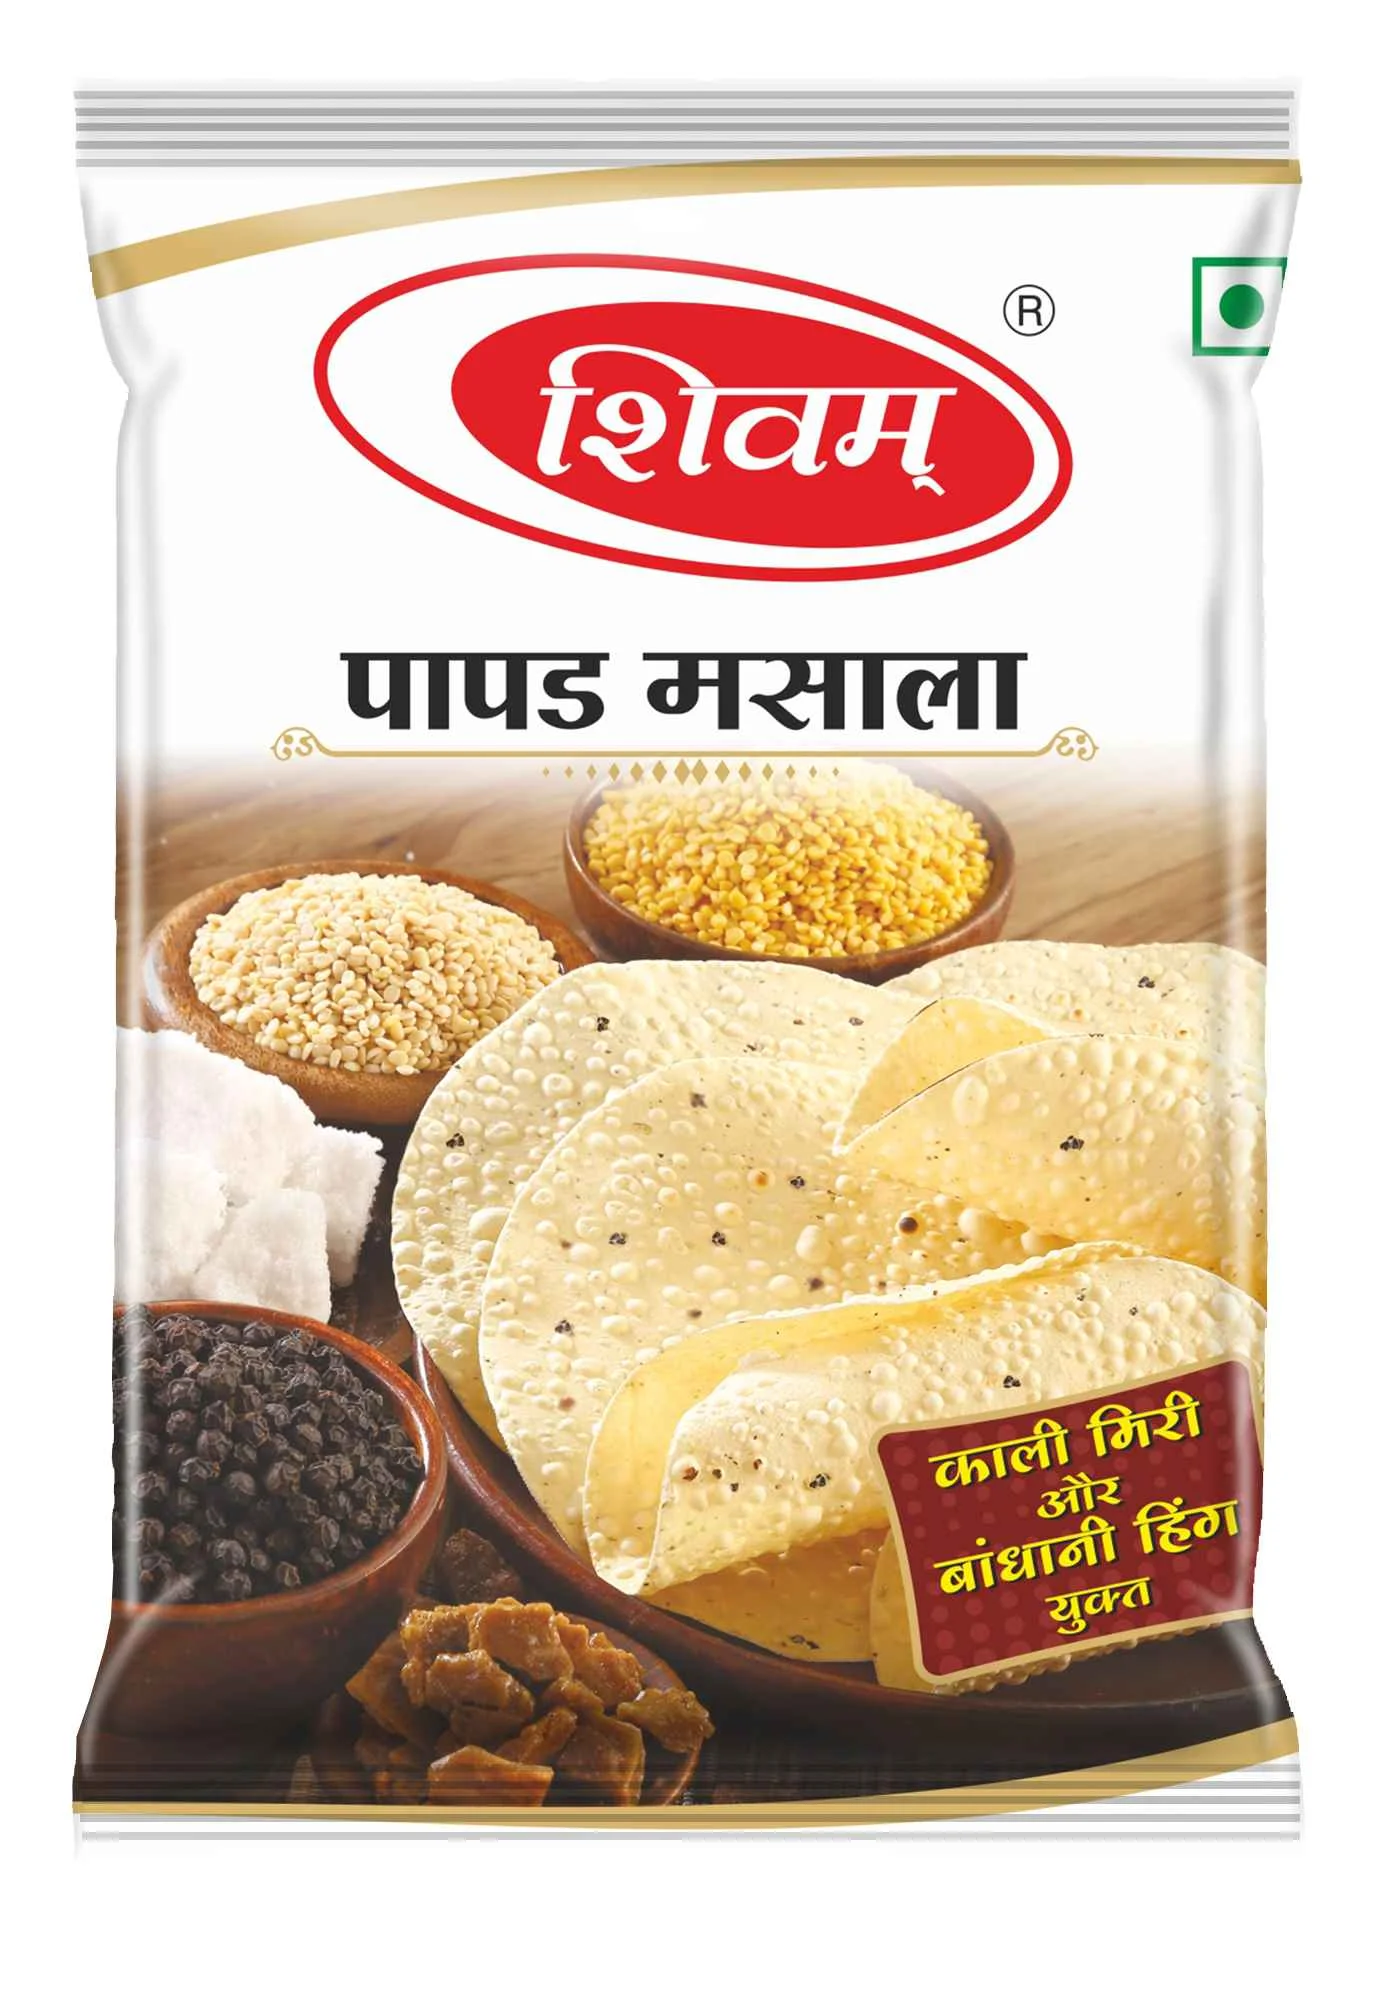 शिवम्
®
पापड मसाला
काली मिरी
और
बांधानी हिंग
युक्त